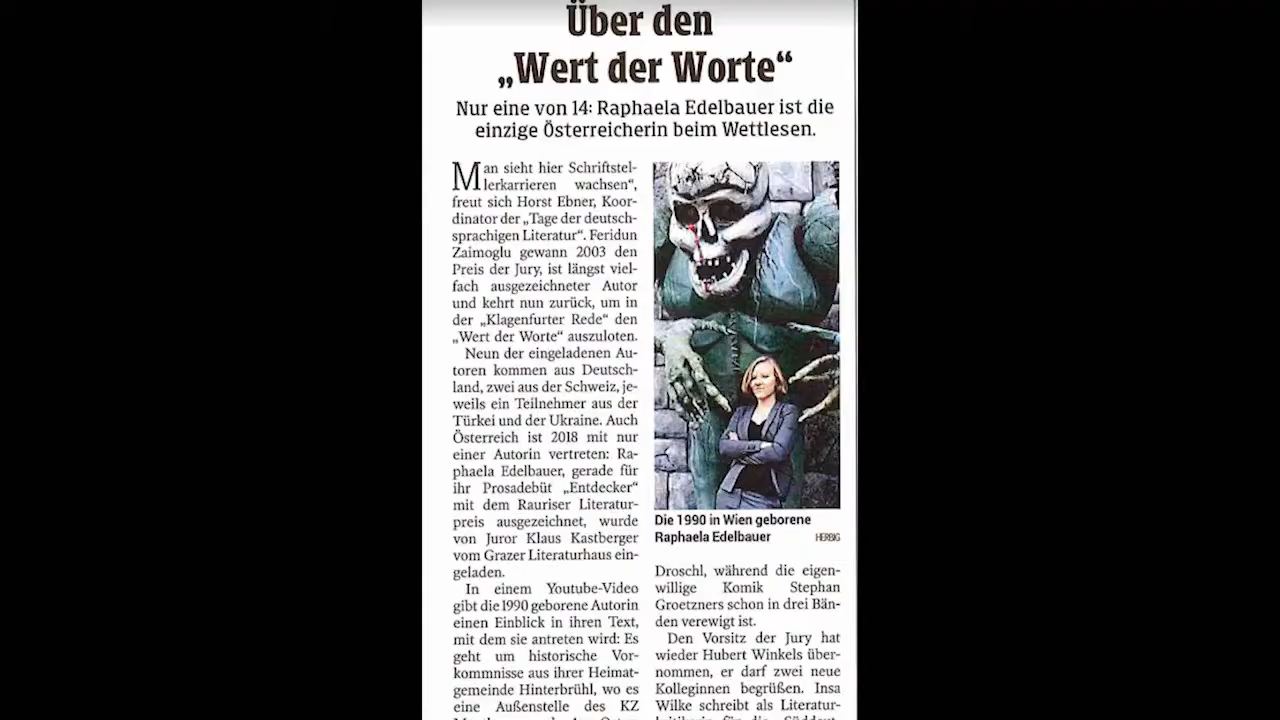 Über den
„Wert der Worte“
Nur eine von 14: Raphaela Edelbauer ist die
einzige Österreicherin beim Wettlesen.
Man sieht hier Schriftstel-
lerkarrieren wachsen“,
freut sich Horst Ebner, Koor-
dinator der „Tage der deutsch-
sprachigen Literatur“. Feridun
Zaimoglu gewann 2003 den
Preis der Jury, ist längst viel-
fach ausgezeichneter Autor
und kehrt nun zurück, um in
der „Klagenfurter Rede“ den
„Wert der Worte“ auszuloten.
Neun der eingeladenen Au-
toren kommen aus Deutsch-
land, zwei aus der Schweiz, je-
weils ein Teilnehmer aus der
Türkei und der Ukraine. Auch
Österreich ist 2018 mit nur
einer Autorin vertreten: Ra-
phaela Edelbauer, gerade für
ihr Prosadebüt „Entdecker“
mit dem Rauriser Literatur-
preis ausgezeichnet, wurde
von Juror Klaus Kastberger
vom Grazer Literaturhaus ein-
geladen.
In einem Youtube-Video
gibt die 1990 geborene Autorin
einen Einblick in ihren Text,
mit dem sie antreten wird: Es
geht um historische Vor-
kommnisse aus ihrer Heimat-
gemeinde Hinterbrühl, wo es
eine Außenstelle des KZ
Die 1990 in Wien geborene
Raphaela Edelbauer HERBIG
Droschl, während die eigen-
willige Komik Stephan
Groetzners schon in drei Bän-
den verewigt ist.
Den Vorsitz der Jury hat
wieder Hubert Winkels über-
nommen, er darf zwei neue
Kolleginnen begrüßen. Insa
Wilke schreibt als Literatur-